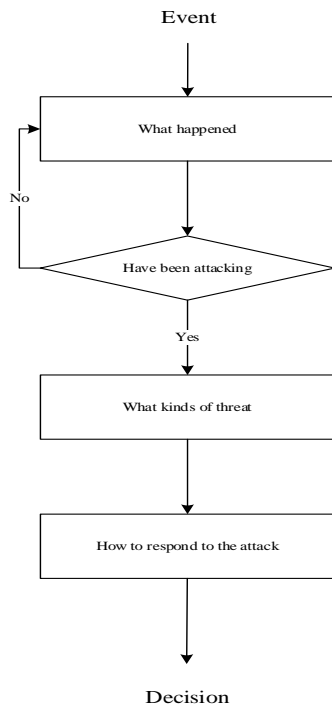 Event
What happened
No
Have been attacking
Yes
What kinds of threat
How to respond to the attack
Decision